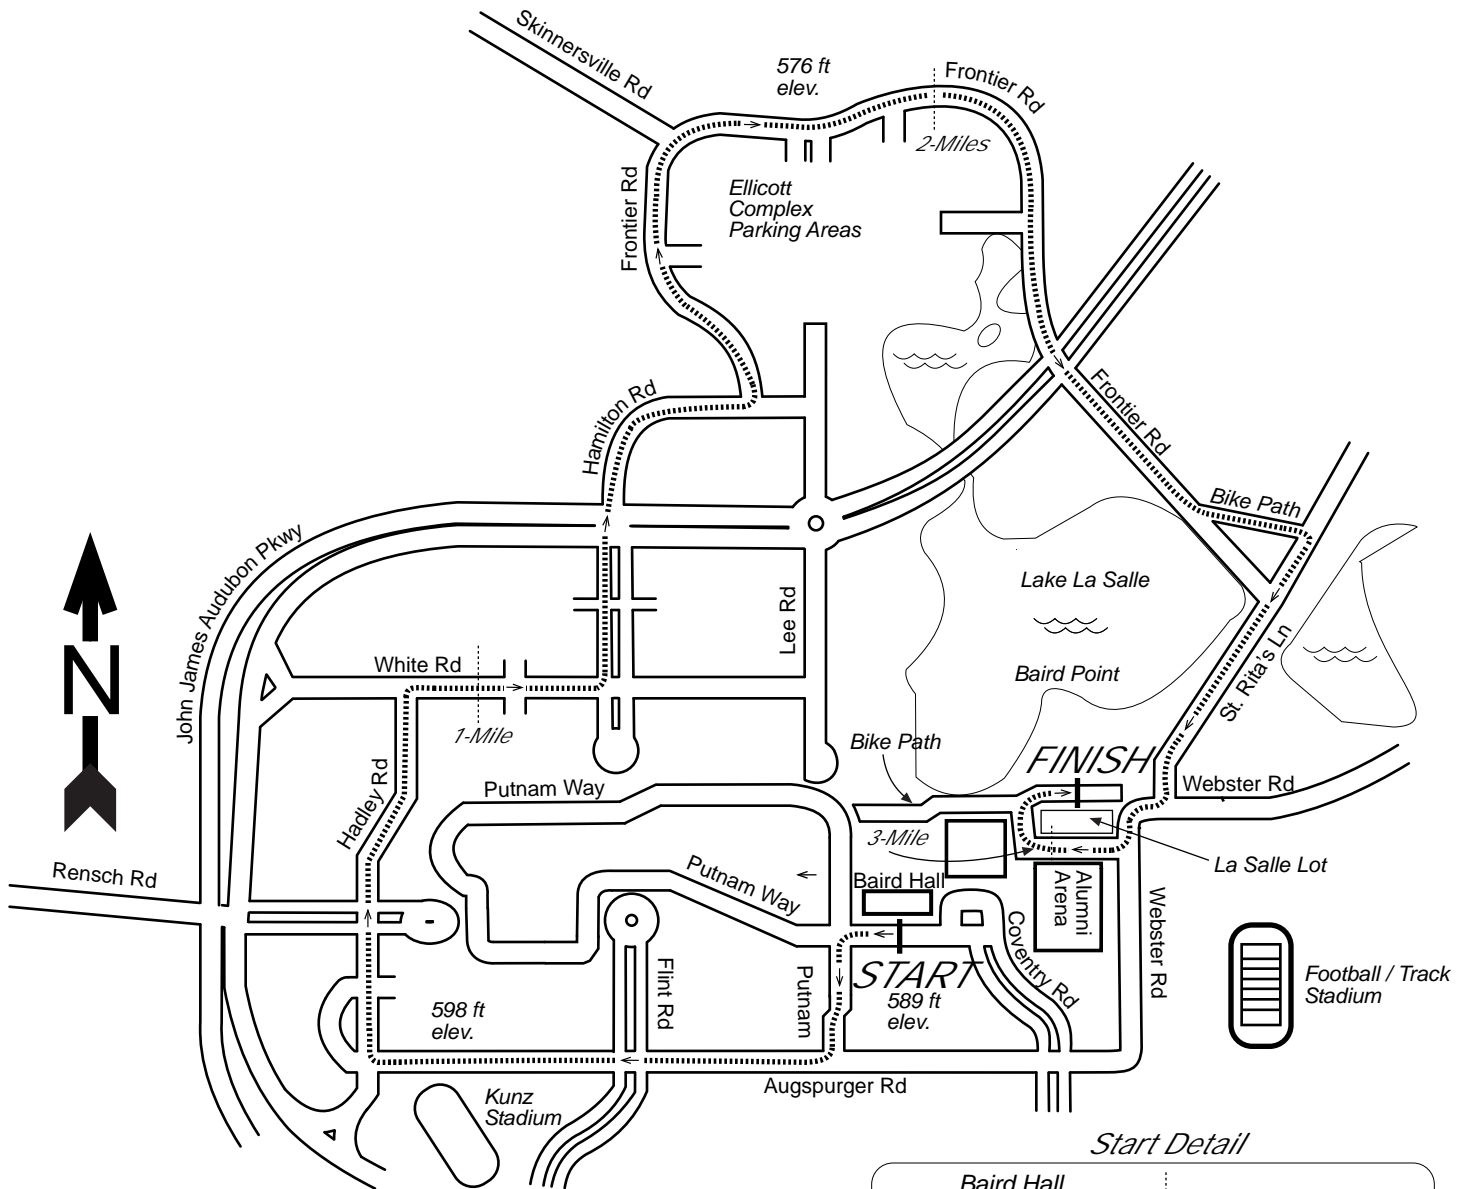 Skinnersville Rd
576 ft
elev.
Frontier Rd
2-Miles
Frontier Rd
Ellicott
Complex
Parking Areas
Hamilton Rd
Frontier Rd
Bike Path
John James Audubon Pkwy
Lee Rd
Lake La Salle
N
White Rd
1-Mile
Baird Point
St. Rita's Ln
Bike Path
FINISH
Webster Rd
Hadley Rd
Putnam Way
3-Mile
La Salle Lot
Rensch Rd
Putnam Way
Baird Hall
Alumni
Arena
Webster Rd
Coventry Rd
START
589 ft
elev.
Putnam
Flint Rd
598 ft
elev.
Football / Track
Stadium
Augspurger Rd
Kunz
Stadium
Start Detail
Baird Hall